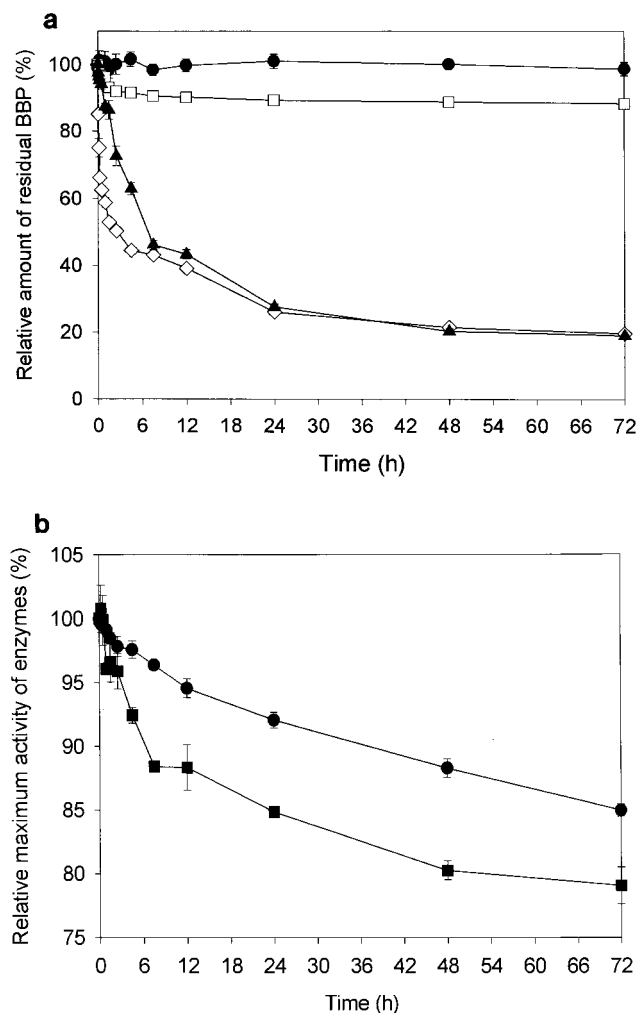 a
Relative amount of residual BBP (%)
100
80
60
40
20
0
0 6 12 18 24 30 36 42 48 54 60 66 72
Time (h)
b
Relative maximum activity of enzymes (%)
105
100
95
90
85
80
75
0 6 12 18 24 30 36 42 48 54 60 66 72
Time (h)